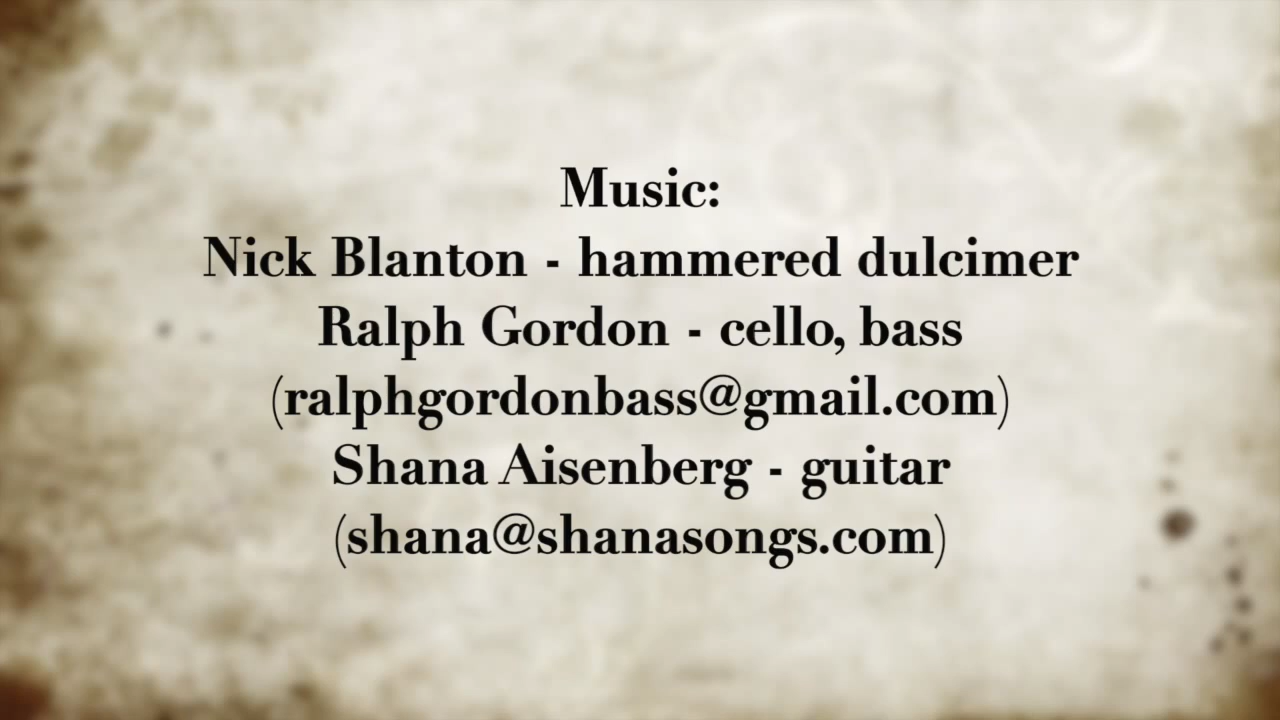 Music:
Nick Blanton - hammered dulcimer
Ralph Gordon - cello, bass
(ralphgordonbass@gmail.com)
Shana Aisenberg - guitar
(shana@shanasongs.com)